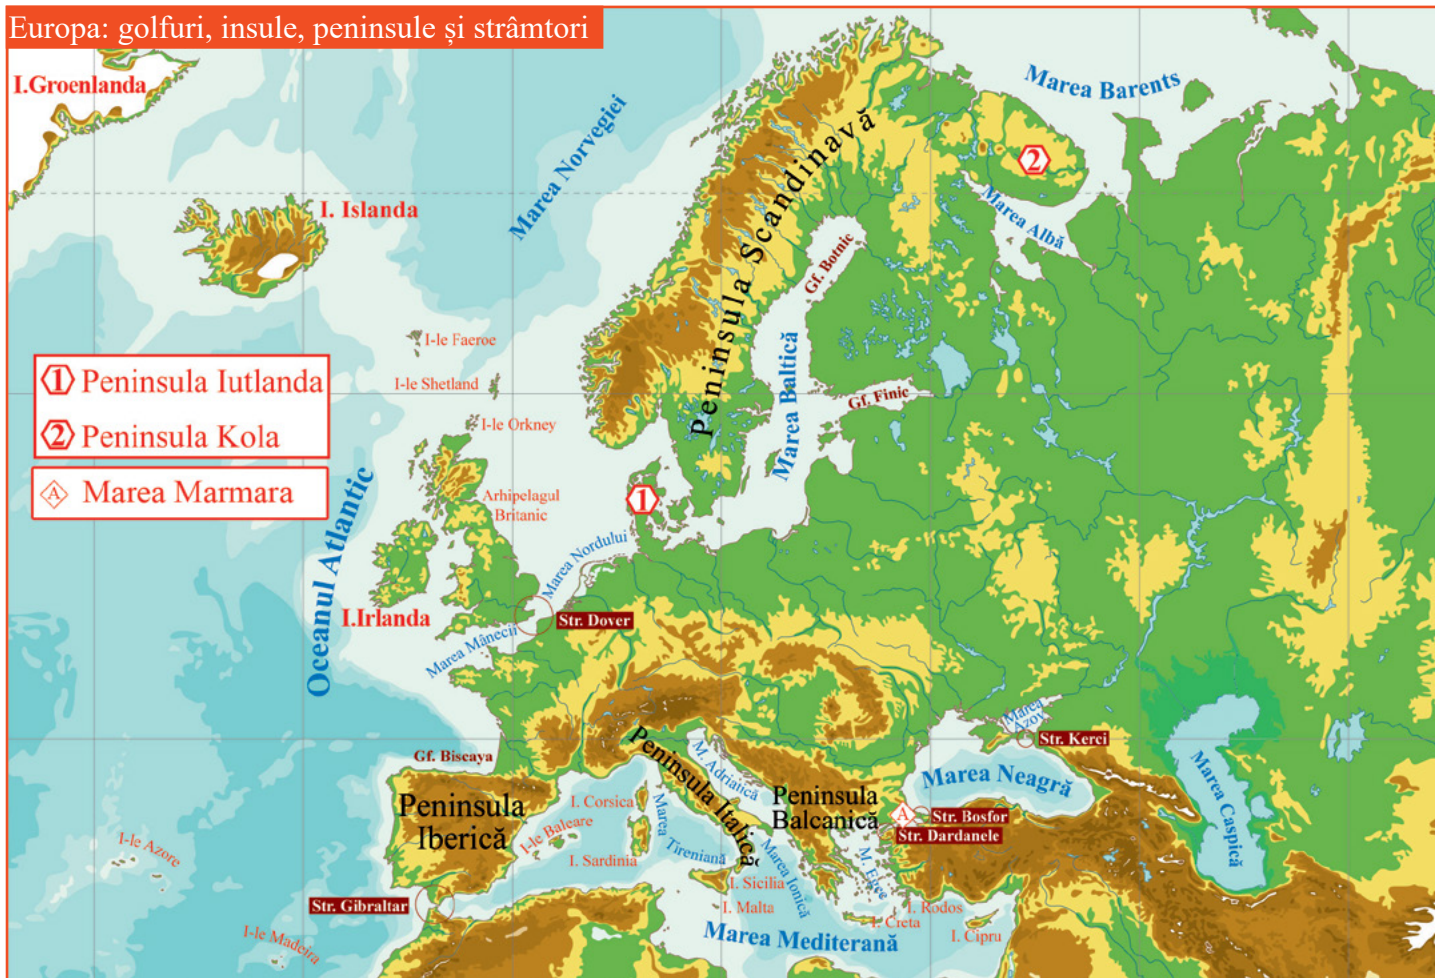 Europa: golfuri, insule, peninsule și strâmtori
I.Groenlanda
Marea Barents
Marea Norvegiei
Peninsula Scandinavă
2
I. Islanda
Marea Albă
Gf. Botnic
I-le Faeroe
1 Peninsula Iutlanda
I-le Shetland
Gf. Finic
Marea Baltică
2 Peninsula Kola
I-le Orkney
A Marea Marmara
Arhipelagul
Britanic
1
Oceanul Atlantic
Marea Nordului
I.Irlanda
Str. Dover
Marea Mânecii
Marea
Azov
Str. Kerci
Gf. Biscaya
Peninsula Italică
M. Adriatică
Marea Neagră
Marea Caspică
Peninsula
Iberică
I. Corsica
Peninsula
Balcanică
A
Str. Bosfor
Str. Dardanele
I-le Baleare
Marea
Tireniană
I-le Azore
I. Sardinia
Marea Ionică
M. Egee
I. Sicilia
Str. Gibraltar
I. Malta
I. Rodos
I. Creta
I. Cipru
I-le Madeira
Marea Mediterană